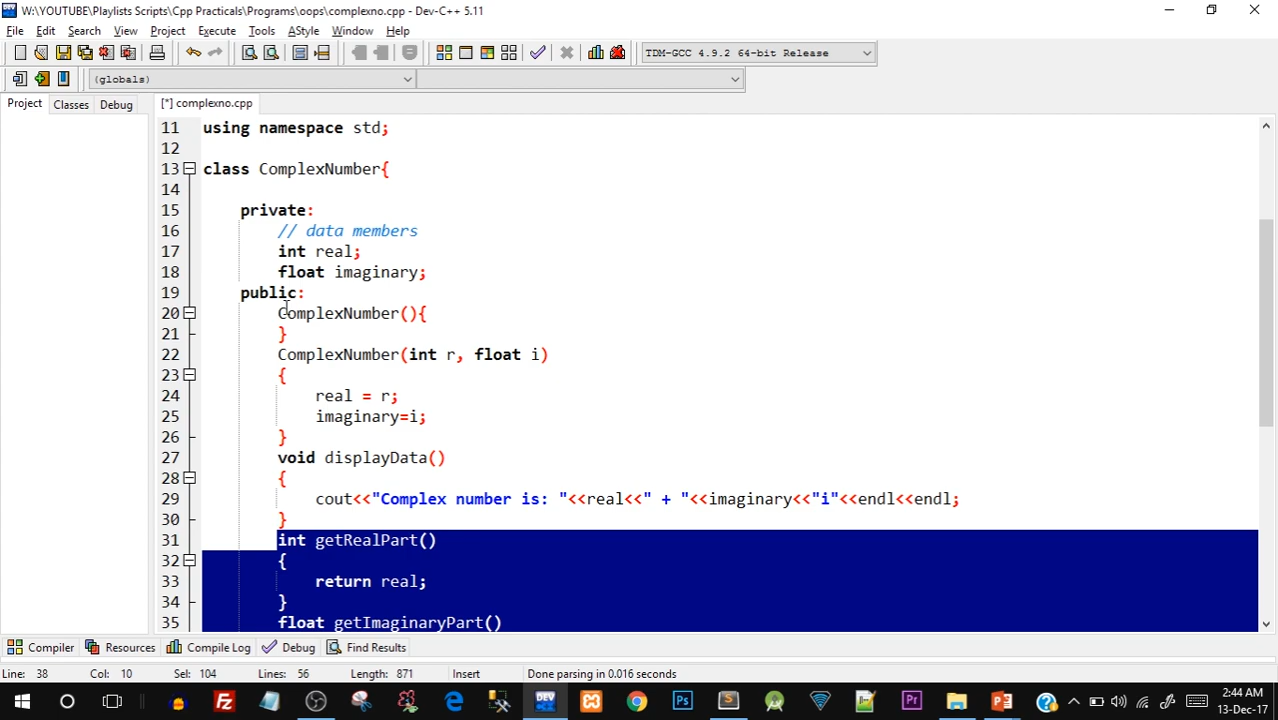 W:\YOUTUBE\Playlists Scripts\Cpp Practicals\Programs\oops\complexno.cpp - Dev-C++ 5.11
File Edit Search View Project Execute Tools AStyle Window Help
TDM-GCC 4.9.2 64-bit Release
(globals)
Project Classes Debug [*] complexno.cpp
11 using namespace std;
12
13 class ComplexNumber{
14
15 private:
16 // data members
17 int real;
18 float imaginary;
19 public:
20 ComplexNumber(){
21 }
22 ComplexNumber(int r, float i)
23 {
24 real = r;
25 imaginary=i;
26 }
27 void displayData()
28 {
29 cout<<"Complex number is: "<<real<<" + "<<imaginary<<"i"<<endl<<endl;
30 }
31 int getRealPart()
32 {
33 return real;
34 }
35 float getImaginaryPart()
Compiler Resources Compile Log Debug Find Results
Line: 38 Col: 10 Sel: 104 Lines: 56 Length: 871 Insert Done parsing in 0.016 seconds
2:44 AM
13-Dec-17